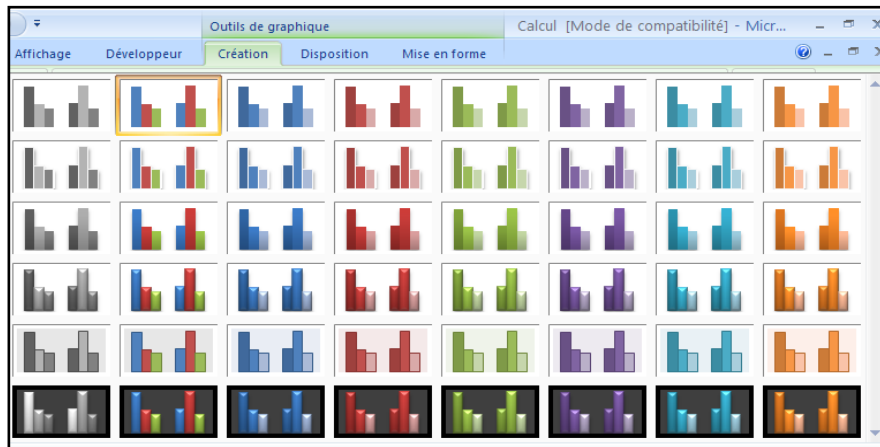 Outils de graphique
Calcul [Mode de compatibilité] - Micr...
Affichage
Développeur
Création
Disposition
Mise en forme